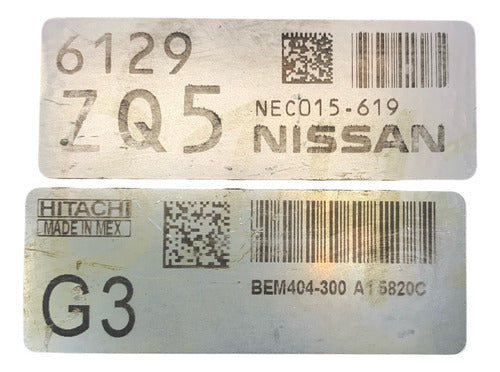 6129
ZQ5
NEC015-619
NISSAN
HITACHI
MADE IN MEX
G3
BEM404-300 A1 5820C